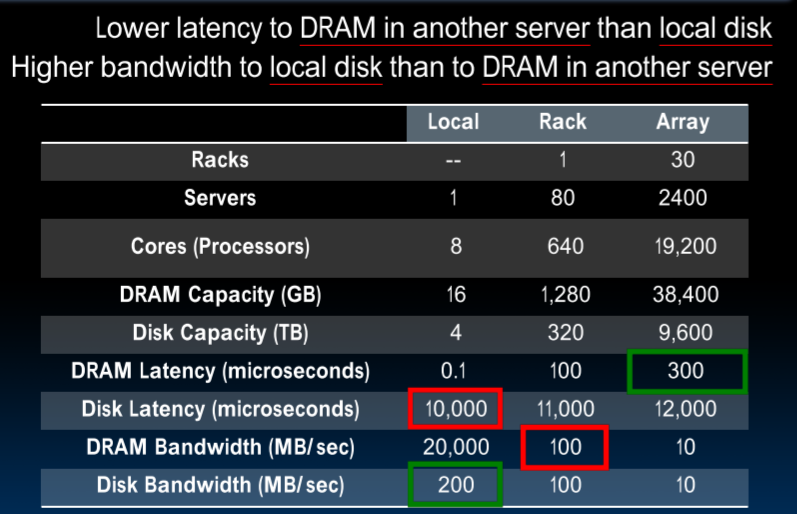 Lower latency to DRAM in another server than local disk
Higher bandwidth to local disk than to DRAM in another server
Local Rack Array
Racks -- 1 30
Servers 1 80 2400
Cores (Processors) 8 640 19,200
DRAM Capacity (GB) 16 1,280 38,400
Disk Capacity (TB) 4 320 9,600
DRAM Latency (microseconds) 0.1 100 300
Disk Latency (microseconds) 10,000 11,000 12,000
DRAM Bandwidth (MB/sec) 20,000 100 10
Disk Bandwidth (MB/sec) 200 100 10